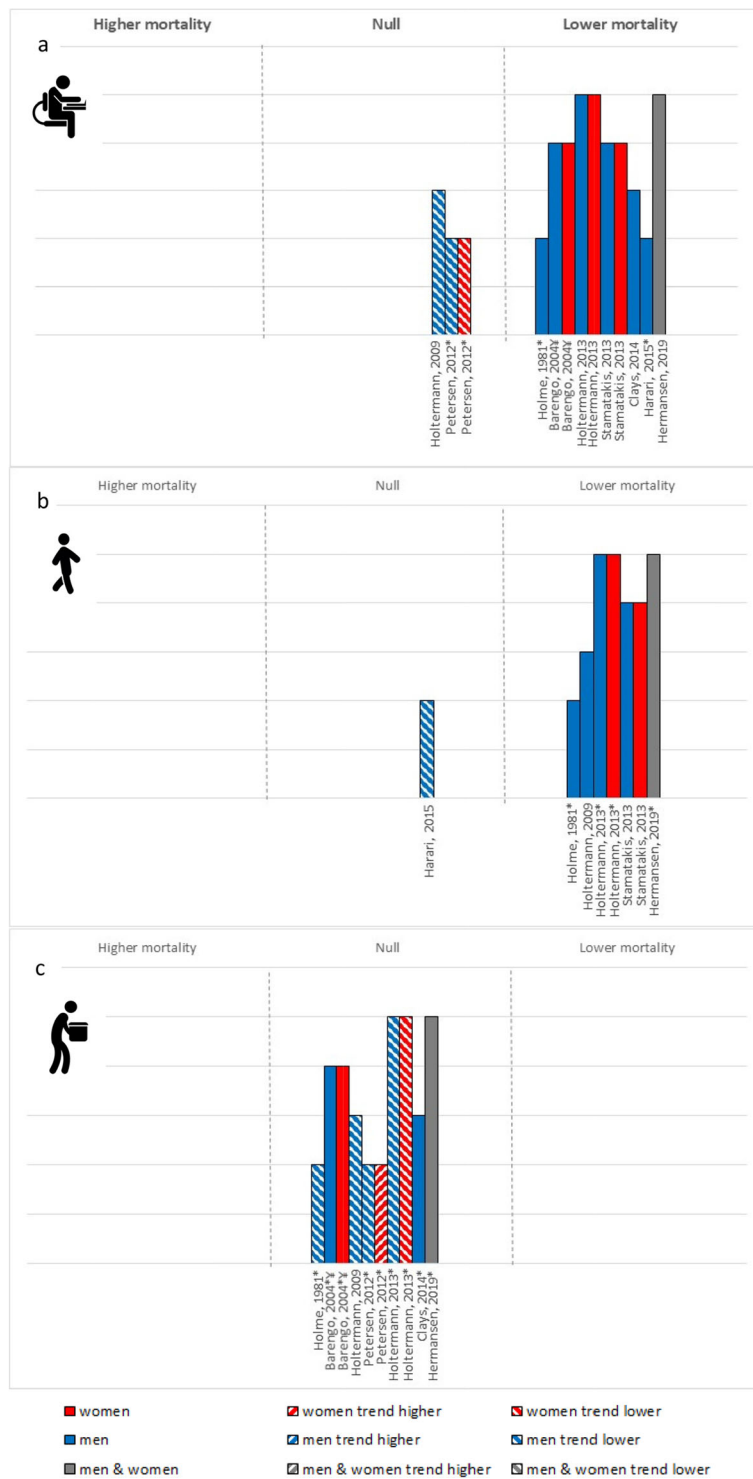 Higher mortality Null Lower mortality
a
Holtermann, 2009
Petersen, 2012*
Petersen, 2012*
Holme, 1981*
Barengo, 2004¥
Barengo, 2004¥
Holtermann, 2013
Holtermann, 2013
Stamatakis, 2013
Stamatakis, 2013
Clays, 2014
Harari, 2015*
Hermansen, 2019
Higher mortality Null Lower mortality
b
Harari, 2015
Holme, 1981*
Holtermann, 2009
Holtermann, 2013*
Holtermann, 2013*
Stamatakis, 2013
Stamatakis, 2013
Hermansen, 2019*
Higher mortality Null Lower mortality
c
Holme, 1981*
Barengo, 2004*¥
Barengo, 2004*¥
Holtermann, 2009
Petersen, 2012*
Petersen, 2012*
Holtermann, 2013*
Holtermann, 2013*
Clays, 2014*
Hermansen, 2019*
women women trend higher women trend lower
men men trend higher men trend lower
men & women men & women trend higher men & women trend lower